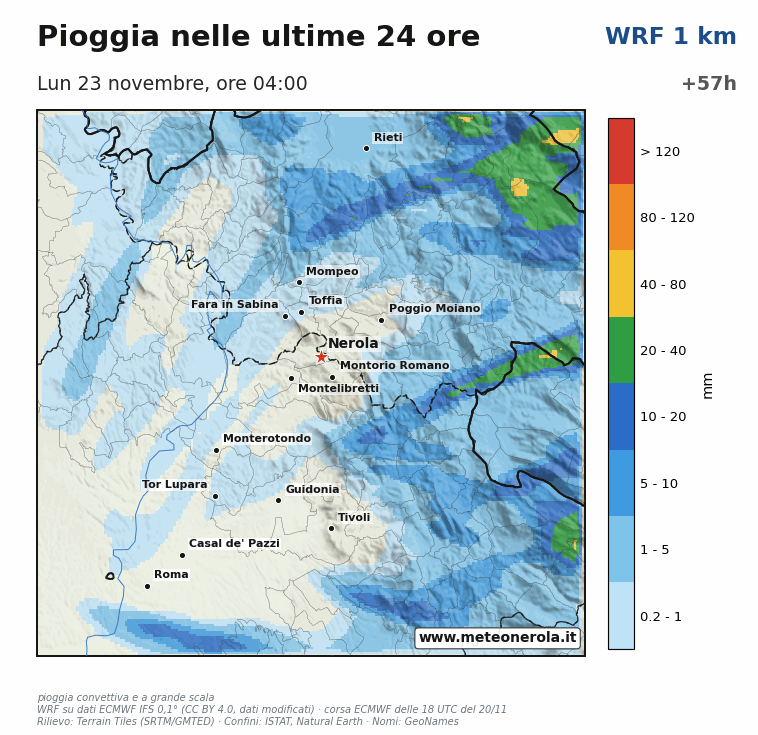 Pioggia nelle ultime 24 ore
WRF 1 km
Lun 23 novembre, ore 04:00
+57h
Rieti
Mompeo
Fara in Sabina
Toffia
Poggio Moiano
Nerola
Montorio Romano
Montelibretti
Monterotondo
Tor Lupara
Guidonia
Tivoli
Casal de' Pazzi
Roma
www.meteonerola.it
> 120
80 - 120
40 - 80
20 - 40
10 - 20
5 - 10
1 - 5
0.2 - 1
mm
pioggia convettiva e a grande scala
WRF su dati ECMWF IFS 0,1° (CC BY 4.0, dati modificati) · corsa ECMWF delle 18 UTC del 20/11
Rilievo: Terrain Tiles (SRTM/GMTED) · Confini: ISTAT, Natural Earth · Nomi: GeoNames